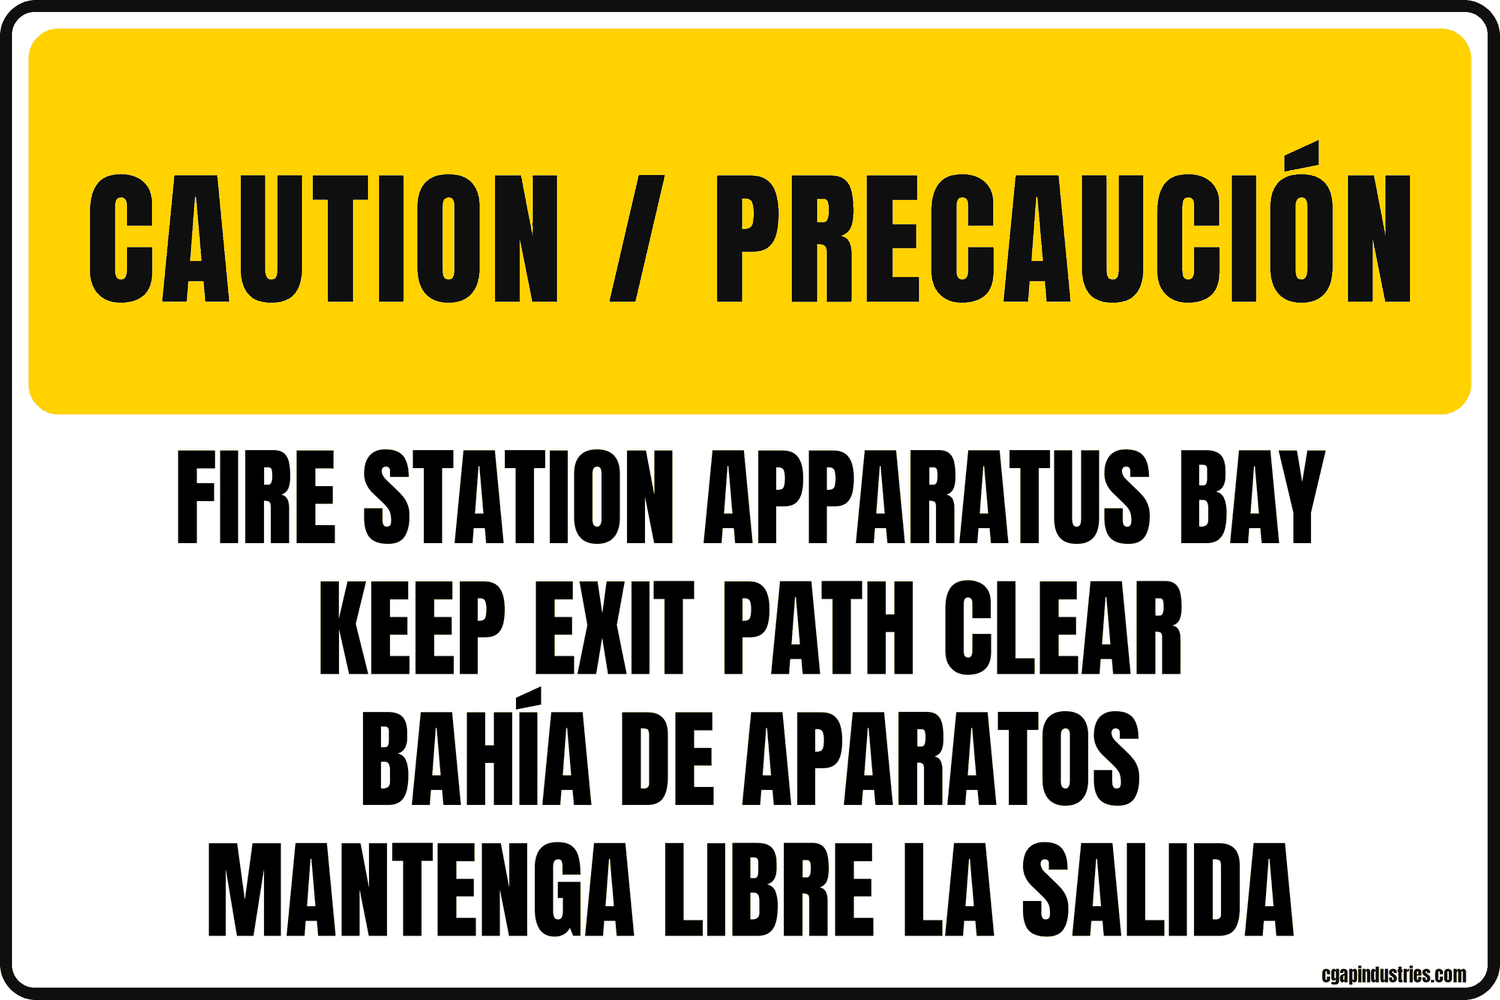 CAUTION / PRECAUCIÓN
FIRE STATION APPARATUS BAY
KEEP EXIT PATH CLEAR
BAHÍA DE APARATOS
MANTENGA LIBRE LA SALIDA
cgapindustries.com